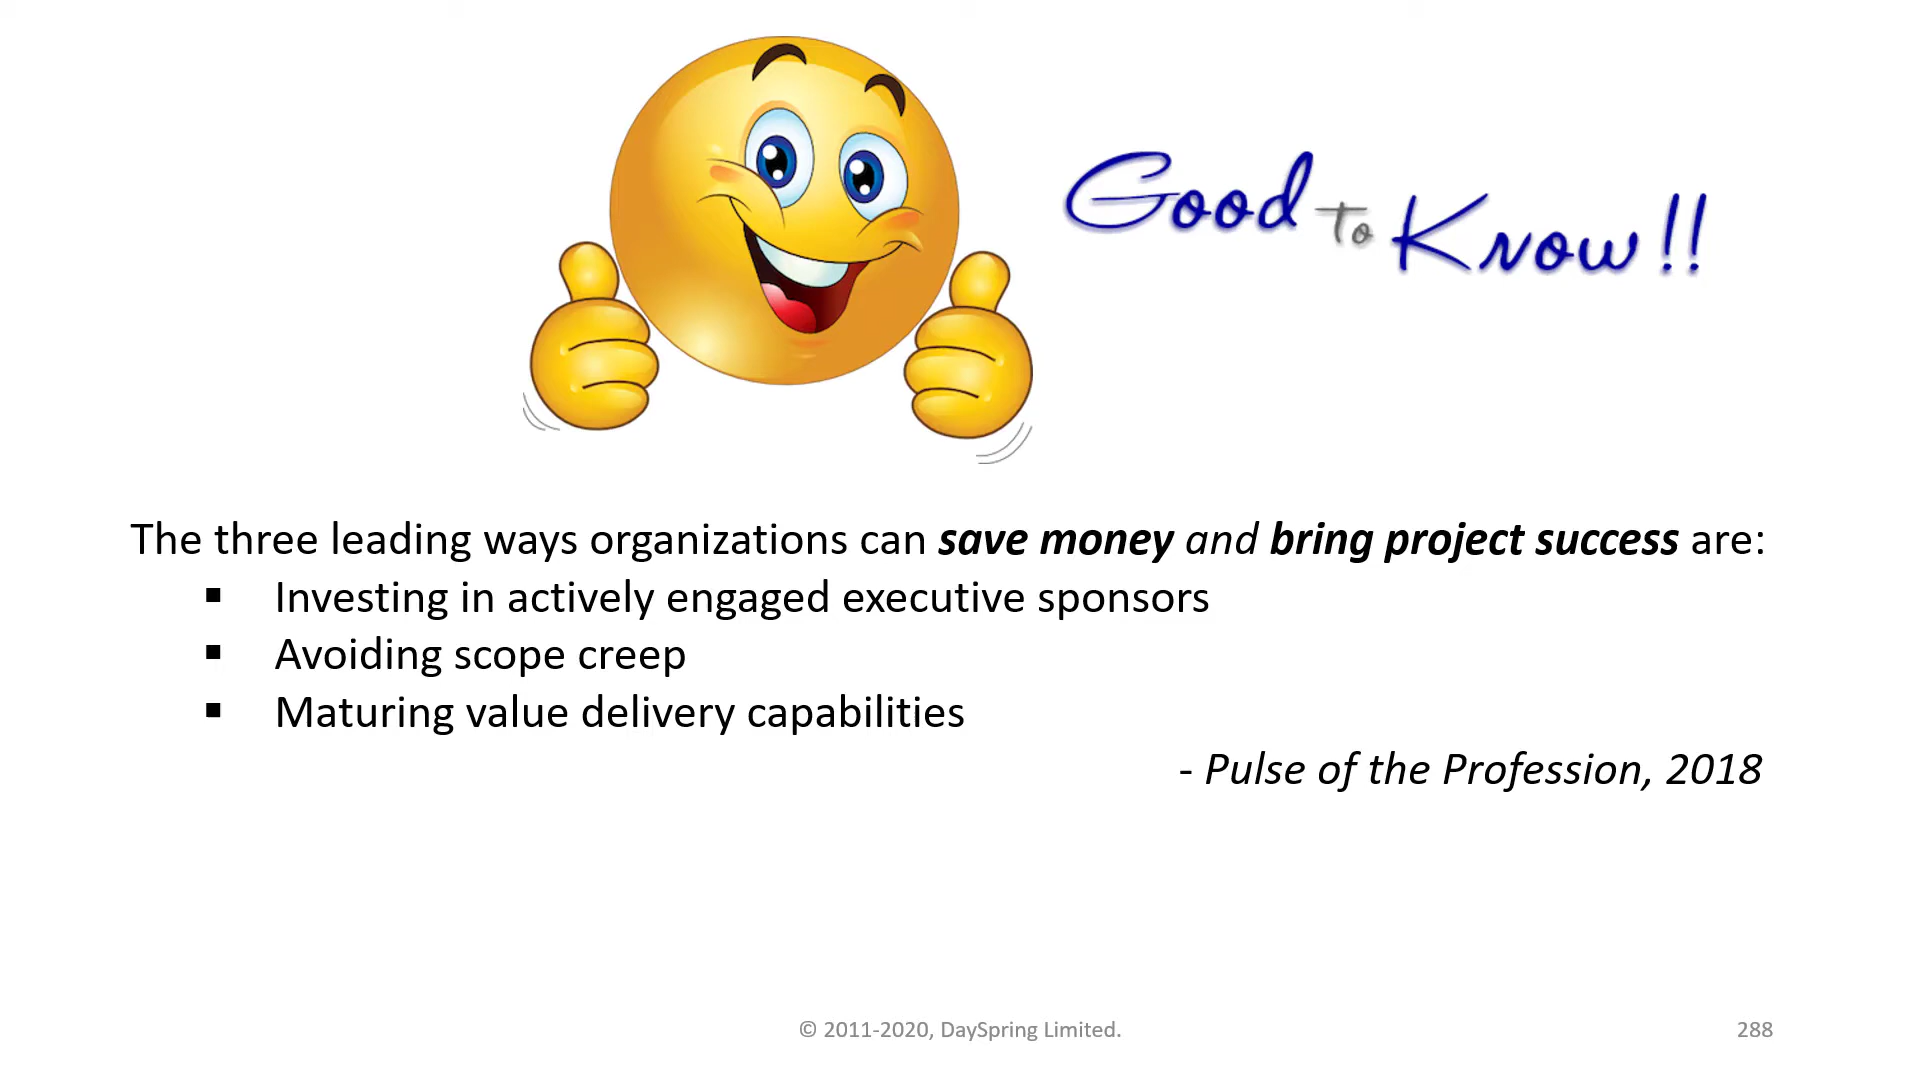 Good To Know!!
The three leading ways organizations can save money and bring project success are:
▪ Investing in actively engaged executive sponsors
▪ Avoiding scope creep
▪ Maturing value delivery capabilities
- Pulse of the Profession, 2018
© 2011-2020, DaySpring Limited.
288